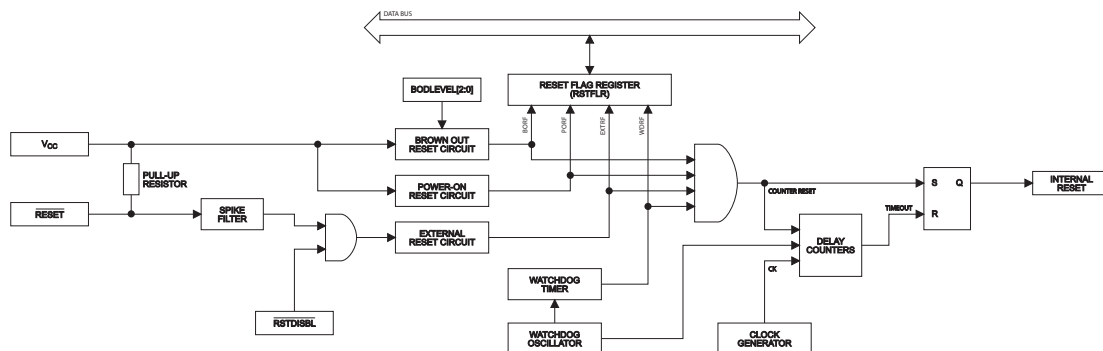 DATA BUS
BODLEVEL[2:0]
RESET FLAG REGISTER
(RSTFLR)
BORF
PORF
EXTRF
WDRF
VCC
BROWN OUT
RESET CIRCUIT
PULL-UP
RESISTOR
POWER-ON
RESET CIRCUIT
RESET
SPIKE
FILTER
EXTERNAL
RESET CIRCUIT
COUNTER RESET
S
Q
R
INTERNAL
RESET
TIMEOUT
DELAY
COUNTERS
CK
WATCHDOG
TIMER
RSTDISBL
WATCHDOG
OSCILLATOR
CLOCK
GENERATOR